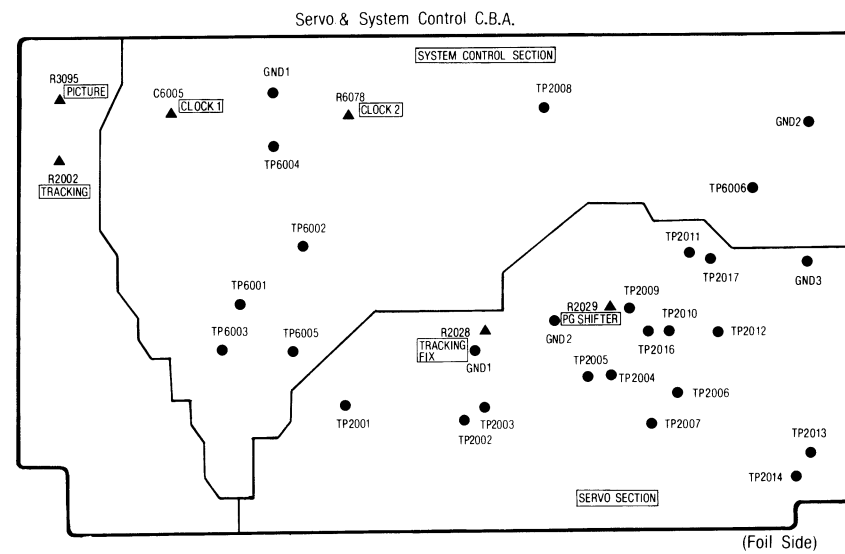 Servo & System Control C.B.A.
SYSTEM CONTROL SECTION
R3095
PICTURE
C6005
CLOCK 1
GND1
R6078
CLOCK 2
TP2008
GND2
TP6004
R2002
TRACKING
TP6006
TP6002
TP2011
TP2017
GND3
TP6001
R2029
PG SHIFTER
TP2009
TP2010
TP6003
TP6005
R2028
TRACKING
FIX
GND1
GND2
TP2016
TP2012
TP2005
TP2004
TP2006
TP2001
TP2002
TP2003
TP2007
TP2013
TP2014
SERVO SECTION
(Foil Side)